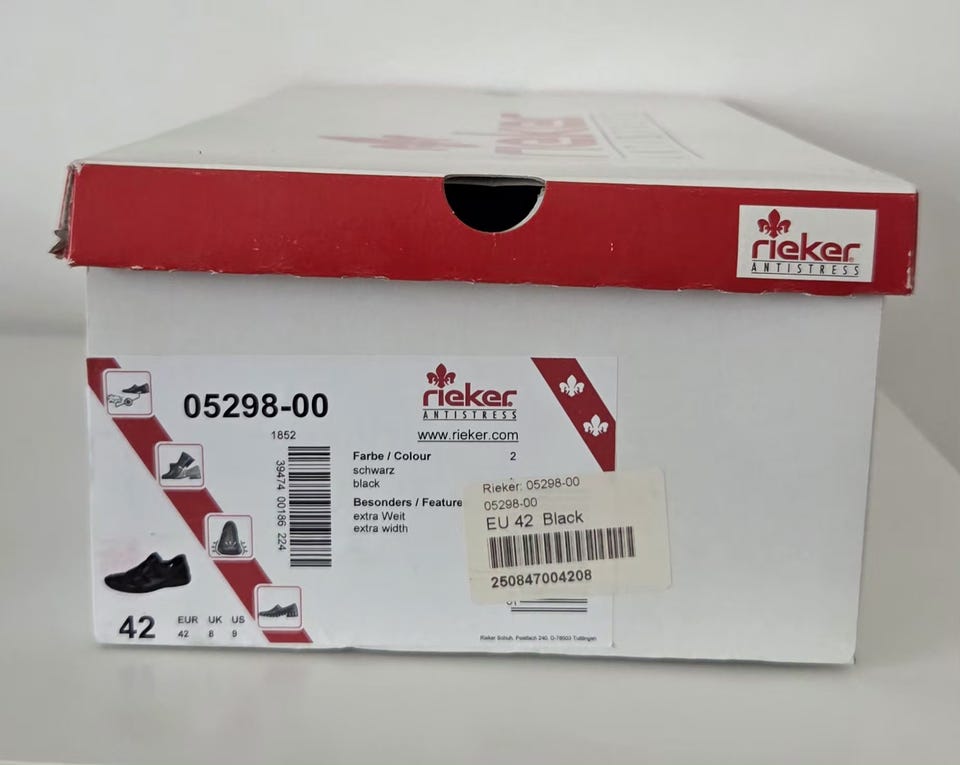 rieker
rieker
ANTISTRESS
05298-00
rieker
ANTISTRESS
www.rieker.com
1852
39474 00186 224
Farbe / Colour 2
schwarz
black
Besonders / Feature
extra Weit
extra width
Rieker: 05298-00
05298-00
EU 42 Black
250847004208
42
EUR UK US
42 8 9
Rieker Schuh, Postfach 240, D-78503 Tuttlingen